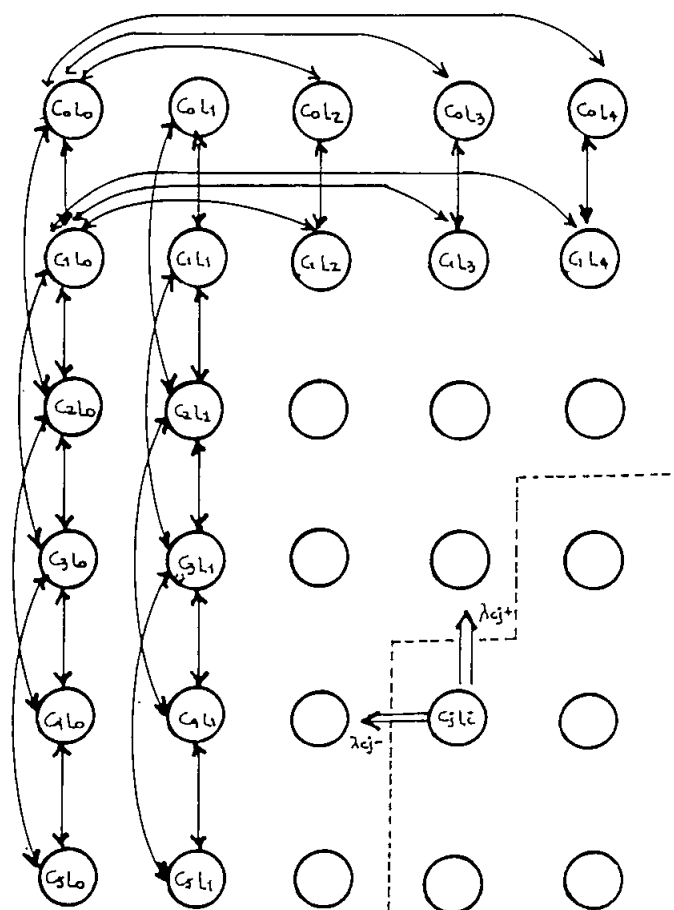 C0L0 C0L1 C0L2 C0L3 C0L4
C1L0 C1L1 C1L2 C1L3 C1L4
C2L0 C2L1
C3L0 C3L1
λcj+
C4L0 C4L1 CjLi
λcj-
C5L0 C5L1